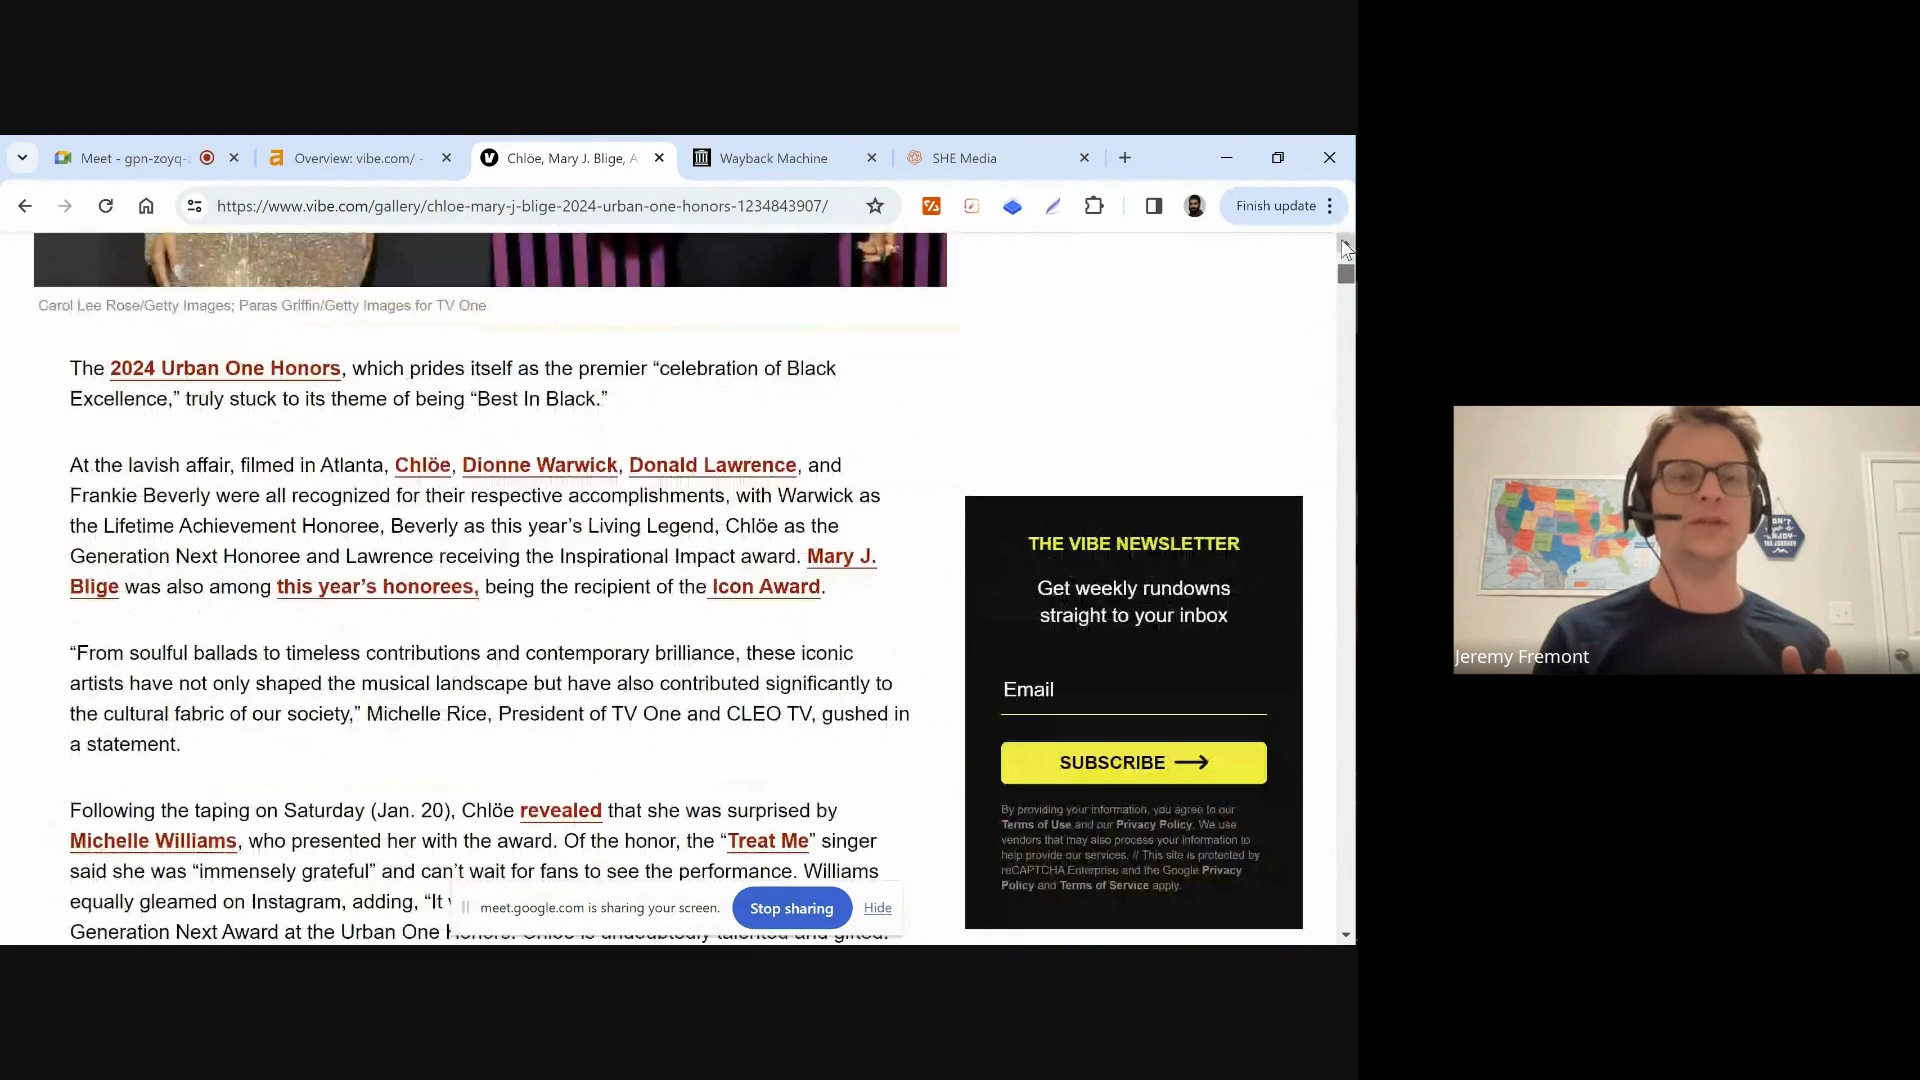 Meet - gpn-zoyq-
Overview: vibe.com/ -
Chlöe, Mary J. Blige, A
Wayback Machine
SHE Media
https://www.vibe.com/gallery/chloe-mary-j-blige-2024-urban-one-honors-1234843907/
Finish update
Carol Lee Rose/Getty Images; Paras Griffin/Getty Images for TV One
The 2024 Urban One Honors, which prides itself as the premier “celebration of Black
Excellence,” truly stuck to its theme of being “Best In Black.”
At the lavish affair, filmed in Atlanta, Chlöe, Dionne Warwick, Donald Lawrence, and
Frankie Beverly were all recognized for their respective accomplishments, with Warwick as
the Lifetime Achievement Honoree, Beverly as this year’s Living Legend, Chlöe as the
Generation Next Honoree and Lawrence receiving the Inspirational Impact award. Mary J.
Blige was also among this year’s honorees, being the recipient of the Icon Award.
“From soulful ballads to timeless contributions and contemporary brilliance, these iconic
artists have not only shaped the musical landscape but have also contributed significantly to
the cultural fabric of our society,” Michelle Rice, President of TV One and CLEO TV, gushed in
a statement.
Following the taping on Saturday (Jan. 20), Chlöe revealed that she was surprised by
Michelle Williams, who presented her with the award. Of the honor, the “Treat Me” singer
said she was “immensely grateful” and can’t wait for fans to see the performance. Williams
equally gleamed on Instagram, adding, “It
Generation Next Award at the Urban One Honors. Chlöe is undoubtedly talented and gifted.
THE VIBE NEWSLETTER
Get weekly rundowns
straight to your inbox
Email
SUBSCRIBE
By providing your information, you agree to our
Terms of Use and our Privacy Policy. We use
vendors that may also process your information to
help provide our services. // This site is protected by
reCAPTCHA Enterprise and the Google Privacy
Policy and Terms of Service apply.
meet.google.com is sharing your screen.
Stop sharing
Hide
ENJOY
THE JOURNEY
Jeremy Fremont